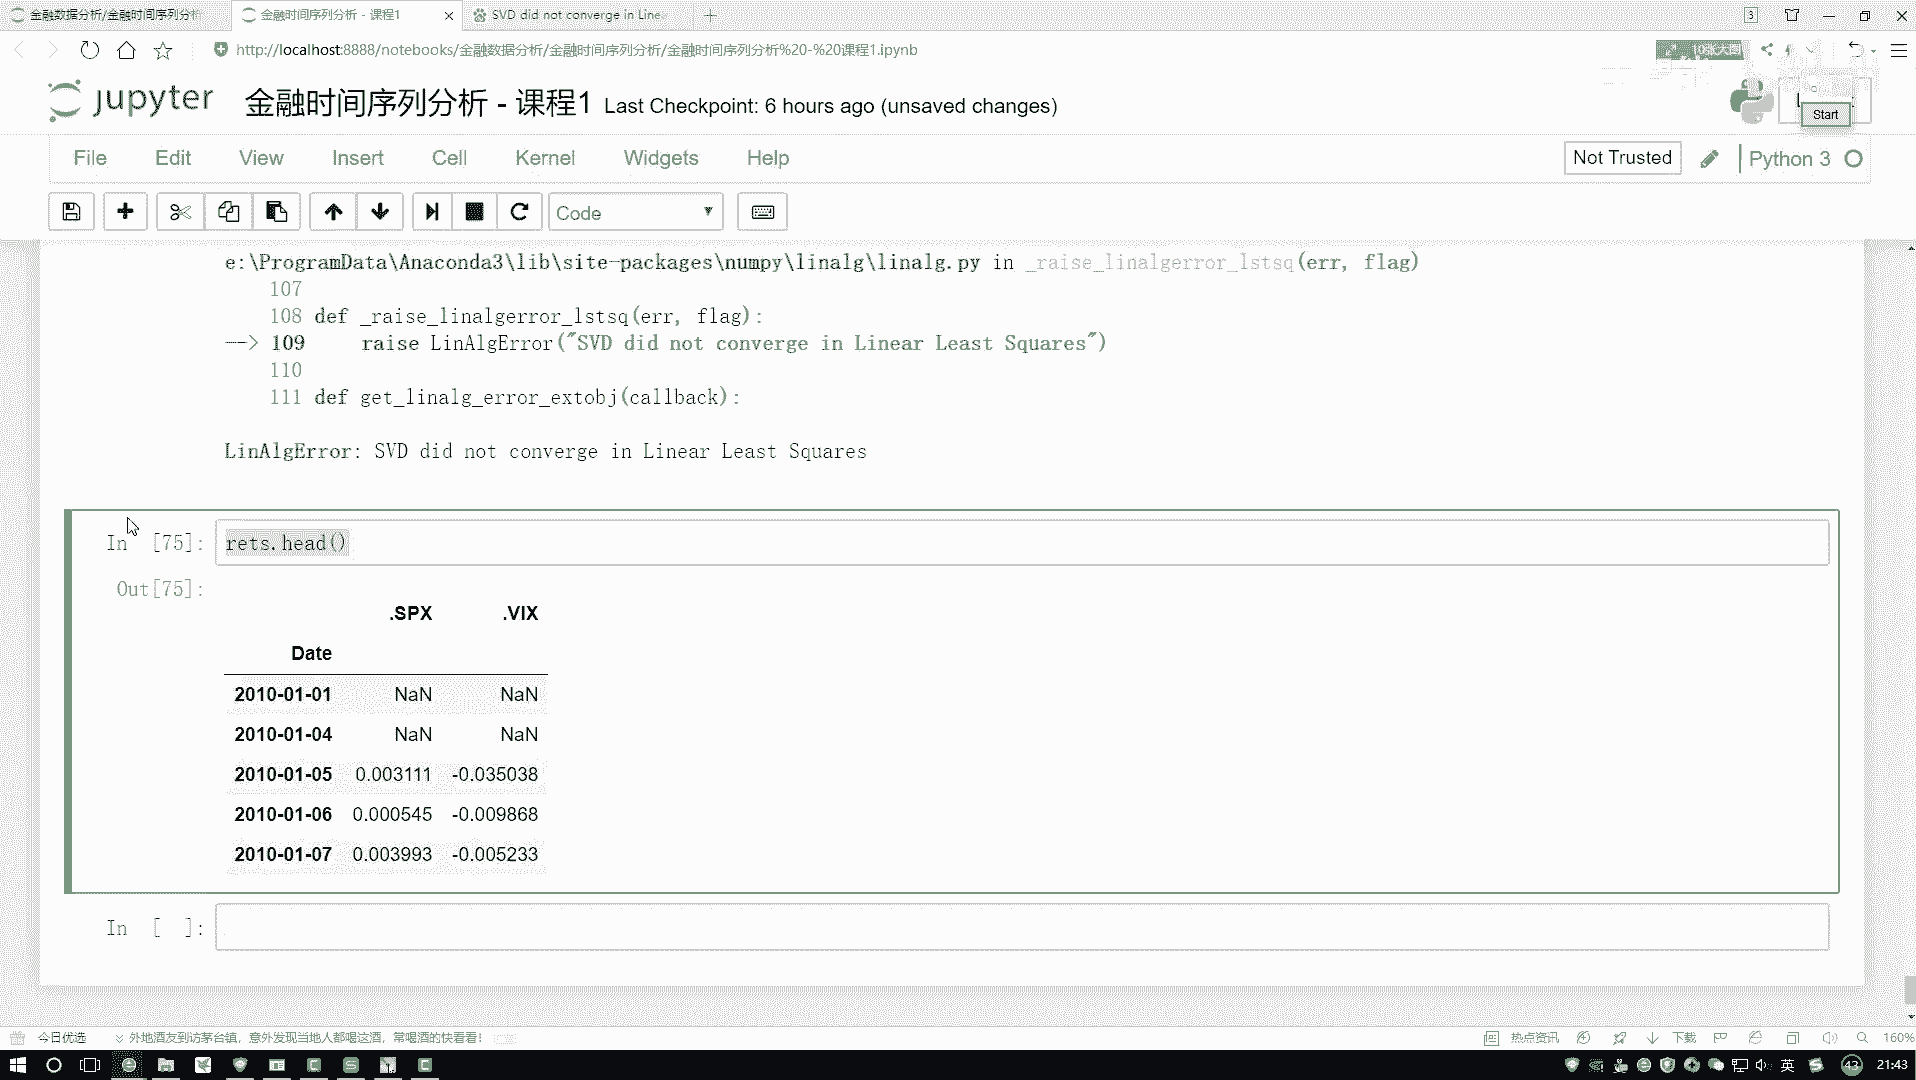 金融数据分析/金融时间序列分析
金融时间序列分析 - 课程1
SVD did not converge in Line
3
http://localhost:8888/notebooks/金融数据分析/金融时间序列分析/金融时间序列分析%20-%20课程1.ipynb
10张大图
jupyter 金融时间序列分析 - 课程1 Last Checkpoint: 6 hours ago (unsaved changes)
Start
File Edit View Insert Cell Kernel Widgets Help
Not Trusted Python 3
Code
e:\ProgramData\Anaconda3\lib\site-packages\numpy\linalg\linalg.py in _raise_linalgerror_lstsq(err, flag)
107
108 def _raise_linalgerror_lstsq(err, flag):
--> 109 raise LinAlgError("SVD did not converge in Linear Least Squares")
110
111 def get_linalg_error_extobj(callback):
LinAlgError: SVD did not converge in Linear Least Squares
In [75]: rets.head()
Out[75]:
.SPX .VIX
Date
2010-01-01 NaN NaN
2010-01-04 NaN NaN
2010-01-05 0.003111 -0.035038
2010-01-06 0.000545 -0.009868
2010-01-07 0.003993 -0.005233
In [ ]:
今日优选 外地酒友到访茅台镇，意外发现当地人都喝这酒，常喝酒的快看看！
热点资讯 下载 160%
英 43 21:43